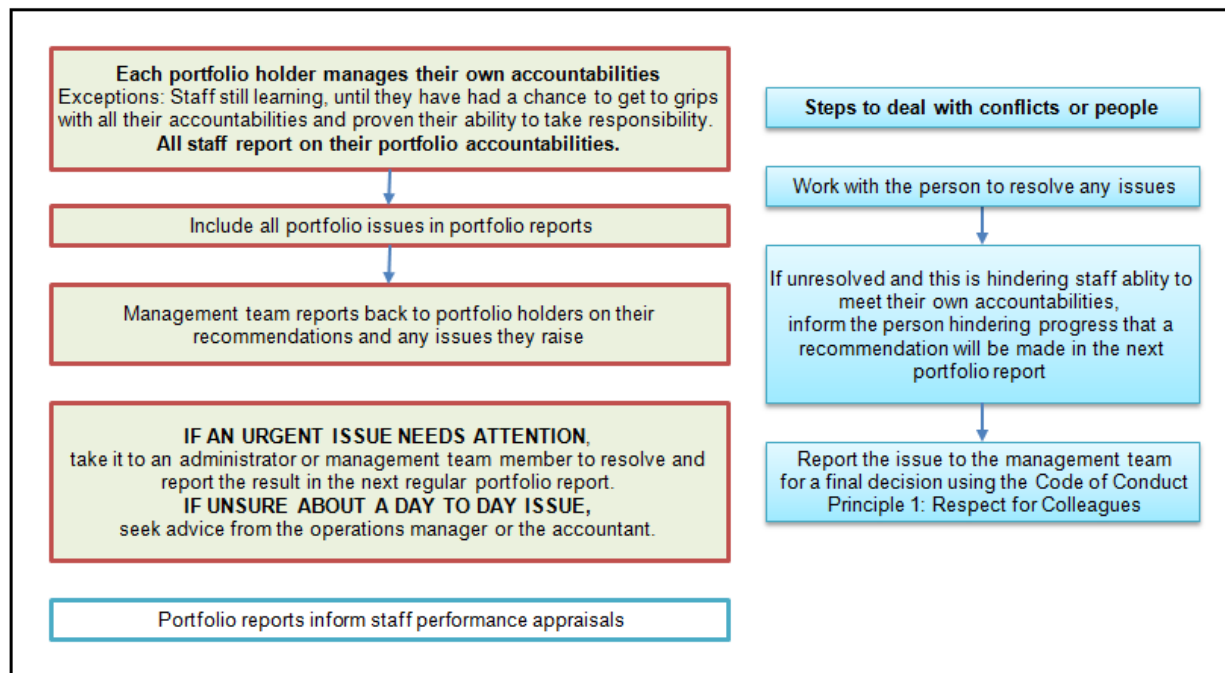 Each portfolio holder manages their own accountabilities
Exceptions: Staff still learning, until they have had a chance to get to grips
with all their accountabilities and proven their ability to take responsibility.
All staff report on their portfolio accountabilities.
Include all portfolio issues in portfolio reports
Management team reports back to portfolio holders on their
recommendations and any issues they raise
IF AN URGENT ISSUE NEEDS ATTENTION,
take it to an administrator or management team member to resolve and
report the result in the next regular portfolio report.
IF UNSURE ABOUT A DAY TO DAY ISSUE,
seek advice from the operations manager or the accountant.
Portfolio reports inform staff performance appraisals
Steps to deal with conflicts or people
Work with the person to resolve any issues
If unresolved and this is hindering staff ablity to
meet their own accountabilities,
inform the person hindering progress that a
recommendation will be made in the next
portfolio report
Report the issue to the management team
for a final decision using the Code of Conduct
Principle 1: Respect for Colleagues